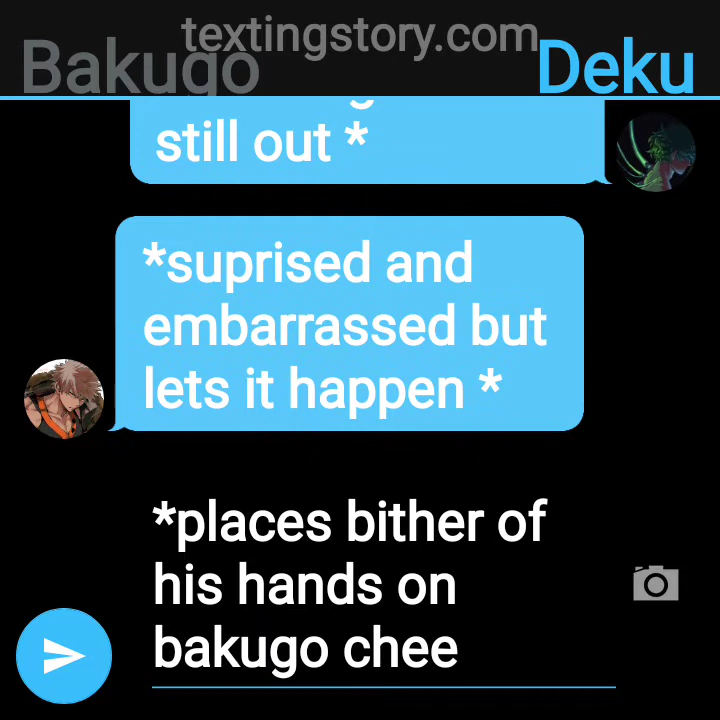 textingstory.com
Bakugo
Deku
still out *
*suprised and
embarrassed but
lets it happen *
*places bither of
his hands on
bakugo chee